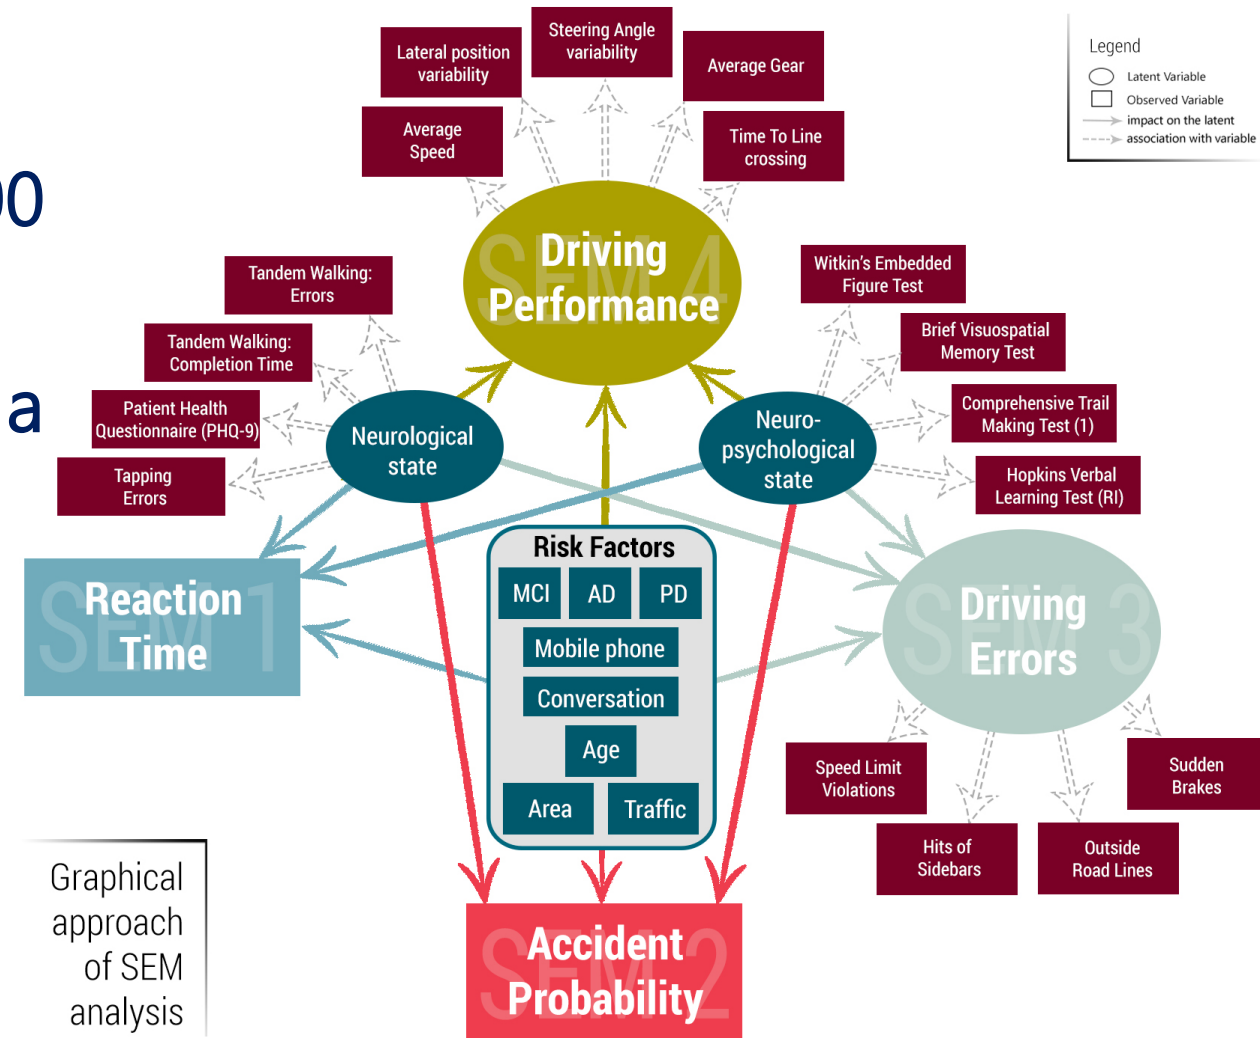 Steering Angle
variability
Lateral position
variability
Average Gear
Average
Speed
Time To Line
crossing
Legend
Latent Variable
Observed Variable
impact on the latent
association with variable
00
a
SEM 4
Driving
Performance
Tandem Walking:
Errors
Tandem Walking:
Completion Time
Patient Health
Questionnaire (PHQ-9)
Tapping
Errors
Witkin's Embedded
Figure Test
Brief Visuospatial
Memory Test
Comprehensive Trail
Making Test (1)
Hopkins Verbal
Learning Test (RI)
Neurological
state
Neuro-
psychological
state
SEM 1
Reaction
Time
Risk Factors
MCI AD PD
Mobile phone
Conversation
Age
Area Traffic
SEM 3
Driving
Errors
Speed Limit
Violations
Sudden
Brakes
Hits of
Sidebars
Outside
Road Lines
SEM 2
Accident
Probability
Graphical
approach
of SEM
analysis